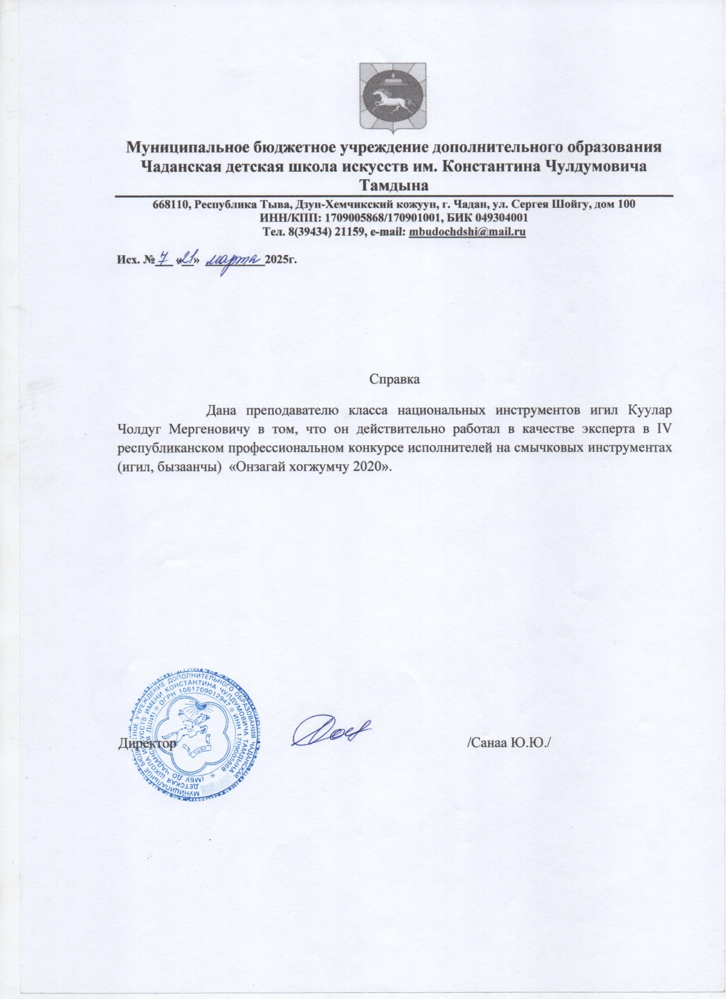 Муниципальное бюджетное учреждение дополнительного образования
Чаданская детская школа искусств им. Константина Чулдумовича
Тамдына
668110, Республика Тыва, Дзун-Хемчикский кожуун, г. Чадан, ул. Сергея Шойгу, дом 100
ИНН/КПП: 1709005868/170901001, БИК 049304001
Тел. 8(39434) 21159, e-mail: mbudochdshi@mail.ru
Исх. № 7 «21» марта 2025г.
Справка
Дана преподавателю класса национальных инструментов игил Куулар
Чолдуг Мергеновичу в том, что он действительно работал в качестве эксперта в IV
республиканском профессиональном конкурсе исполнителей на смычковых инструментах
(игил, бызаанчы) «Онзагай хогжумчу 2020».
Директор /Санаа Ю.Ю./
МУНИЦИПАЛЬНОЕ БЮДЖЕТНОЕ УЧРЕЖДЕНИЕ ДОПОЛНИТЕЛЬНОГО ОБРАЗОВАНИЯ ЧАДАНСКАЯ
ДЕТСКАЯ ШКОЛА ИСКУССТВ ИМЕНИ КОНСТАНТИНА ЧУЛДУМОВИЧА ТАМДЫНА
(МБУ ДО ЧАДАНСКАЯ ДШИ) * ОГРН 1061709012947 * ИНН 1709005868 *
ТЫВА